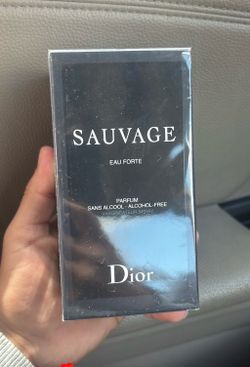 SAUVAGE
EAU FORTE
PARFUM
SANS ALCOOL - ALCOHOL-FREE
Dior